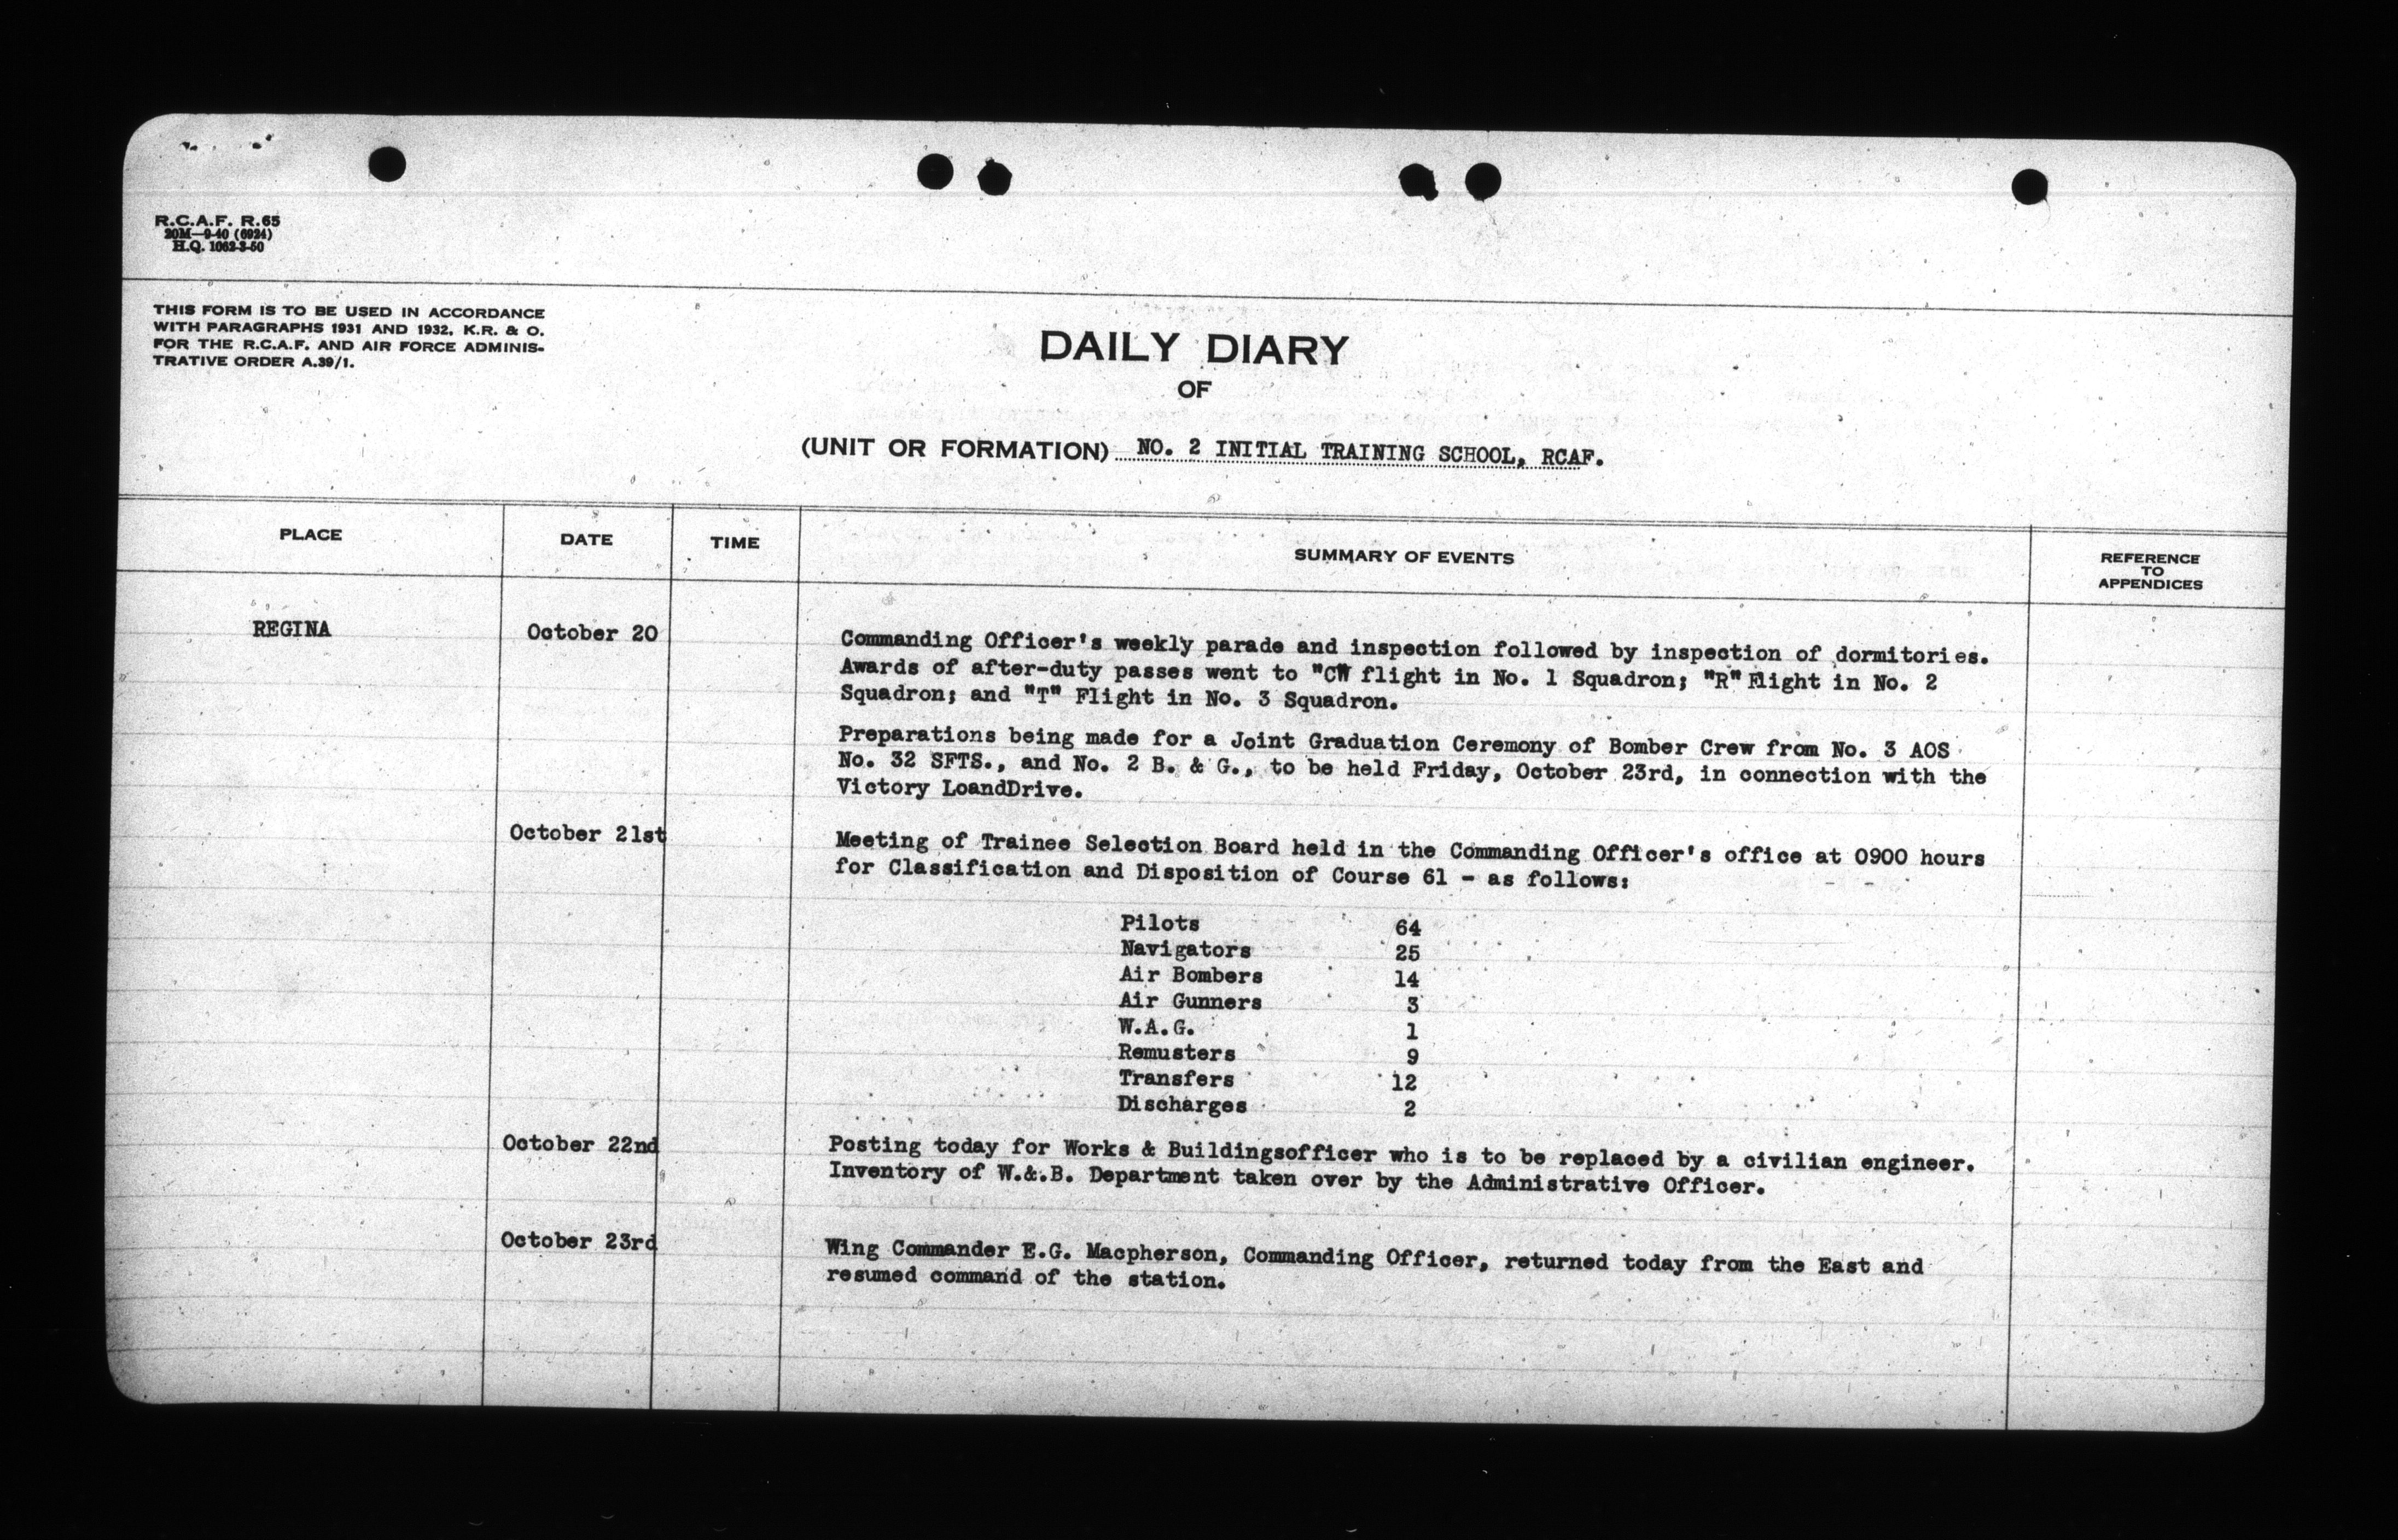 R.C.A.F. R.65
20M—9-40 (6924)
H.Q. 1062-3-50
THIS FORM IS TO BE USED IN ACCORDANCE
WITH PARAGRAPHS 1931 AND 1932, K.R. & O.
FOR THE R.C.A.F. AND AIR FORCE ADMINIS-
TRATIVE ORDER A.39/1.
DAILY DIARY
OF
(UNIT OR FORMATION) NO. 2 INITIAL TRAINING SCHOOL, RCAF.
PLACE DATE TIME SUMMARY OF EVENTS REFERENCE
TO
APPENDICES
REGINA October 20 Commanding Officer's weekly parade and inspection followed by inspection of dormitories.
Awards of after-duty passes went to "CW flight in No. 1 Squadron; "R" Flight in No. 2
Squadron; and "T" Flight in No. 3 Squadron.
Preparations being made for a Joint Graduation Ceremony of Bomber Crew from No. 3 AOS
No. 32 SFTS., and No. 2 B. & G., to be held Friday, October 23rd, in connection with the
Victory LoandDrive.
October 21st Meeting of Trainee Selection Board held in the Commanding Officer's office at 0900 hours
for Classification and Disposition of Course 61 - as follows:
Pilots 64
Navigators 25
Air Bombers 14
Air Gunners 3
W.A.G. 1
Remusters 9
Transfers 12
Discharges 2
October 22nd Posting today for Works & Buildingsofficer who is to be replaced by a civilian engineer.
Inventory of W.&.B. Department taken over by the Administrative Officer.
October 23rd Wing Commander E.G. Macpherson, Commanding Officer, returned today from the East and
resumed command of the station.